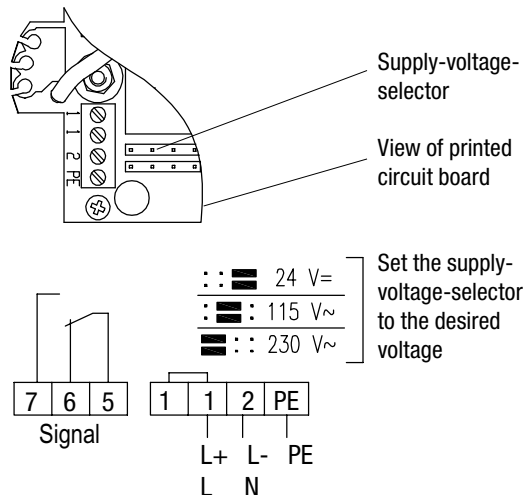 Supply-voltage-
selector
1
1
2
PE
View of printed
circuit board
24 V=
115 V~
230 V~
Set the supply-
voltage-selector
to the desired
voltage
7 6 5
Signal
1 1 2 PE
L+ L- PE
L N